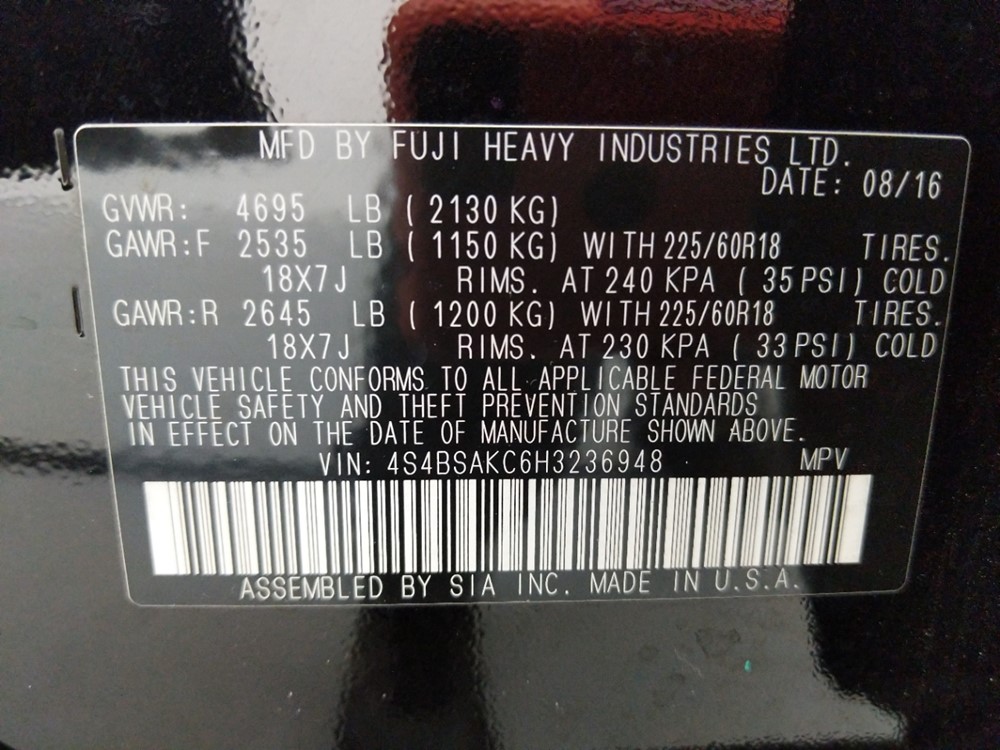 MFD BY FUJI HEAVY INDUSTRIES LTD.
DATE: 08/16
GVWR: 4695 LB ( 2130 KG)
GAWR:F 2535 LB ( 1150 KG) WITH 225/60R18 TIRES.
18X7J RIMS. AT 240 KPA ( 35 PSI) COLD
GAWR:R 2645 LB ( 1200 KG) WITH 225/60R18 TIRES.
18X7J RIMS. AT 230 KPA ( 33 PSI) COLD
THIS VEHICLE CONFORMS TO ALL APPLICABLE FEDERAL MOTOR
VEHICLE SAFETY AND THEFT PREVENTION STANDARDS
IN EFFECT ON THE DATE OF MANUFACTURE SHOWN ABOVE.
VIN: 4S4BSAKC6H3236948 MPV
ASSEMBLED BY SIA INC. MADE IN U.S.A.